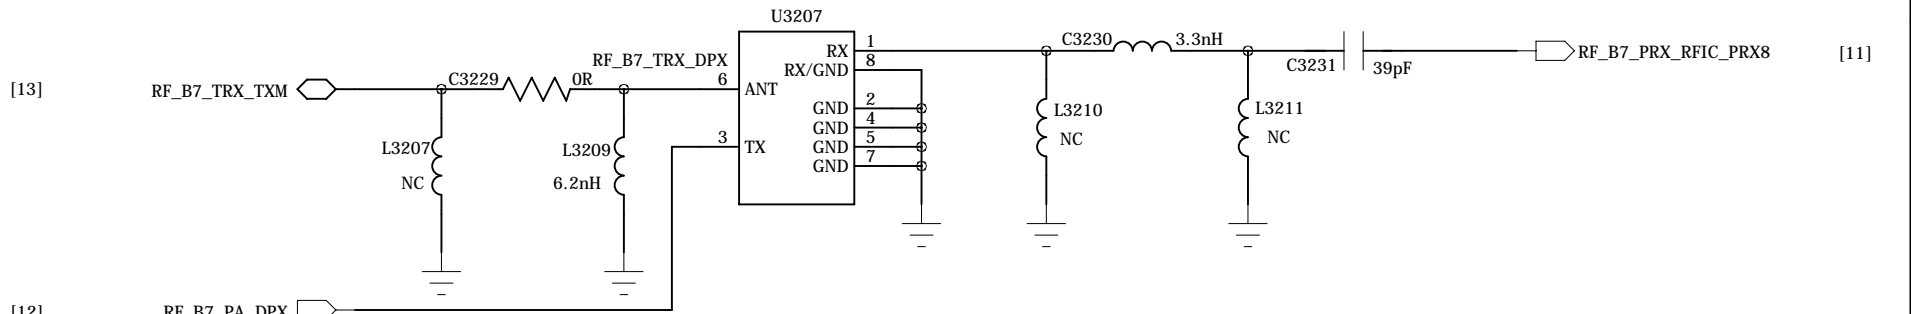 U3207
RF_B7_TRX_DPX
RX
1
C3230
3.3nH
RX/GND
8
C3231
39pF
RF_B7_PRX_RFIC_PRX8
[11]
[13]
RF_B7_TRX_TXM
C3229
0R
6
ANT
GND
2
GND
4
GND
5
GND
7
3
TX
L3207
NC
L3209
6.2nH
L3210
NC
L3211
NC
[12]
RF_B7_PA_DPX